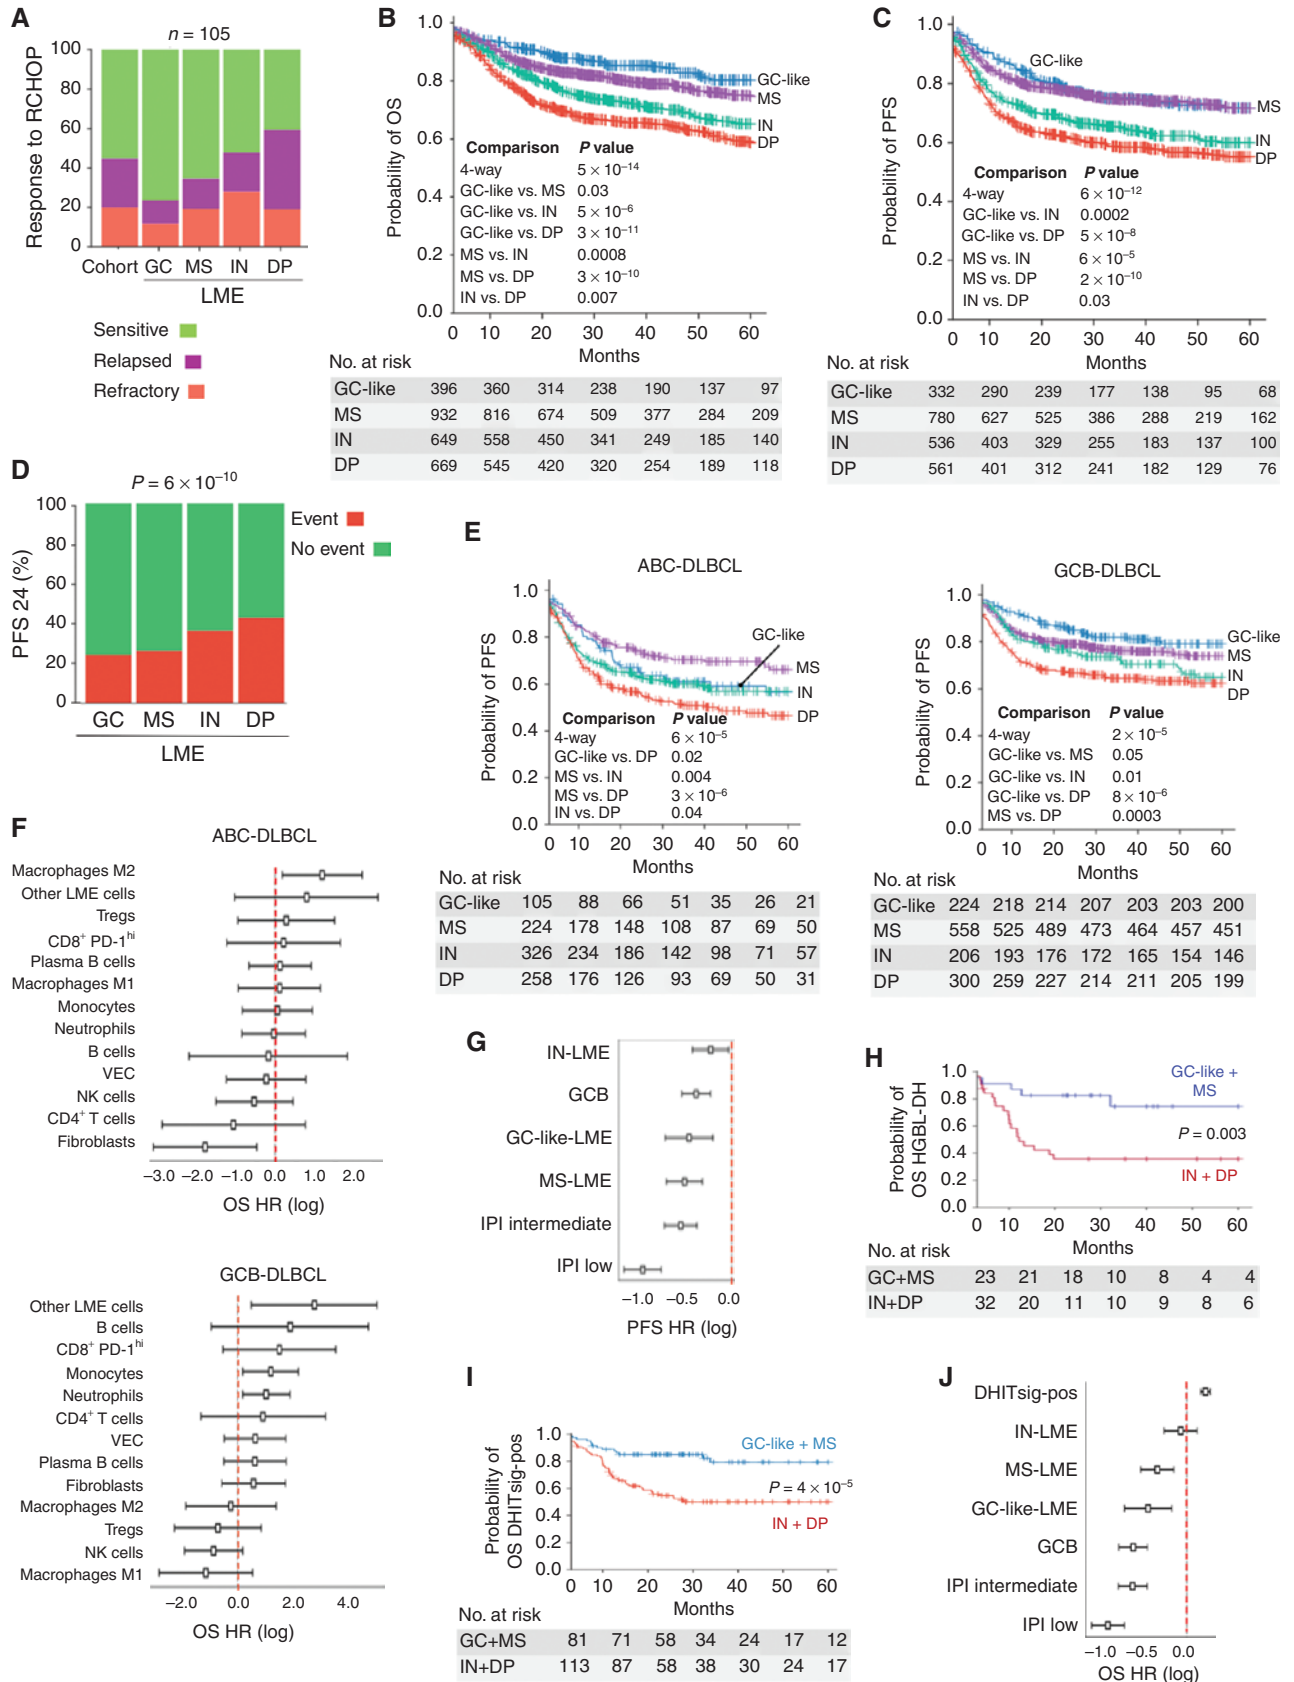 A
n = 105
Response to RCHOP
100
80
60
40
20
0
Cohort GC MS IN DP
LME
Sensitive
Relapsed
Refractory
B
Probability of OS
1.0
0.8
0.6
0.4
0.2
0.0
GC-like
MS
IN
DP
Comparison P value
4-way 5 × 10⁻¹⁴
GC-like vs. MS 0.03
GC-like vs. IN 5 × 10⁻⁶
GC-like vs. DP 3 × 10⁻¹¹
MS vs. IN 0.0008
MS vs. DP 3 × 10⁻¹⁰
IN vs. DP 0.007
0 10 20 30 40 50 60
Months
No. at risk
GC-like 396 360 314 238 190 137 97
MS 932 816 674 509 377 284 209
IN 649 558 450 341 249 185 140
DP 669 545 420 320 254 189 118
C
Probability of PFS
1.0
0.8
0.6
0.4
0.2
0.0
GC-like
MS
IN
DP
Comparison P value
4-way 6 × 10⁻¹²
GC-like vs. IN 0.0002
GC-like vs. DP 5 × 10⁻⁸
MS vs. IN 6 × 10⁻⁵
MS vs. DP 2 × 10⁻¹⁰
IN vs. DP 0.03
0 10 20 30 40 50 60
Months
No. at risk
GC-like 332 290 239 177 138 95 68
MS 780 627 525 386 288 219 162
IN 536 403 329 255 183 137 100
DP 561 401 312 241 182 129 76
D
P = 6 × 10⁻¹⁰
PFS 24 (%)
100
80
60
40
20
0
GC MS IN DP
LME
Event
No event
E
ABC-DLBCL
Probability of PFS
1.0
0.8
0.6
0.4
0.2
0.0
GC-like
MS
IN
DP
Comparison P value
4-way 6 × 10⁻⁵
GC-like vs. DP 0.02
MS vs. IN 0.004
MS vs. DP 3 × 10⁻⁶
IN vs. DP 0.04
0 10 20 30 40 50 60
Months
No. at risk
GC-like 105 88 66 51 35 26 21
MS 224 178 148 108 87 69 50
IN 326 234 186 142 98 71 57
DP 258 176 126 93 69 50 31
GCB-DLBCL
Probability of PFS
1.0
0.8
0.6
0.4
0.2
0.0
GC-like
MS
IN
DP
Comparison P value
4-way 2 × 10⁻⁵
GC-like vs. MS 0.05
GC-like vs. IN 0.01
GC-like vs. DP 8 × 10⁻⁶
MS vs. DP 0.0003
0 10 20 30 40 50 60
Months
No. at risk
GC-like 224 218 214 207 203 203 200
MS 558 525 489 473 464 457 451
IN 206 193 176 172 165 154 146
DP 300 259 227 214 211 205 199
F
ABC-DLBCL
Macrophages M2
Other LME cells
Tregs
CD8⁺ PD-1ʰⁱ
Plasma B cells
Macrophages M1
Monocytes
Neutrophils
B cells
VEC
NK cells
CD4⁺ T cells
Fibroblasts
−3.0 −2.0 −1.0 0.0 1.0 2.0
OS HR (log)
GCB-DLBCL
Other LME cells
B cells
CD8⁺ PD-1ʰⁱ
Monocytes
Neutrophils
CD4⁺ T cells
VEC
Plasma B cells
Fibroblasts
Macrophages M2
Tregs
NK cells
Macrophages M1
−2.0 0.0 2.0 4.0
OS HR (log)
G
IN-LME
GCB
GC-like-LME
MS-LME
IPI intermediate
IPI low
−1.0 −0.5 0.0
PFS HR (log)
H
Probability of
OS HGBL-DH
1.0
0.8
0.6
0.4
0.2
0.0
GC-like +
MS
P = 0.003
IN + DP
0 10 20 30 40 50 60
Months
No. at risk
GC+MS 23 21 18 10 8 4 4
IN+DP 32 20 11 10 9 8 6
I
Probability of
OS DHITsig-pos
1.0
0.8
0.6
0.4
0.2
0.0
GC-like + MS
P = 4 × 10⁻⁵
IN + DP
0 10 20 30 40 50 60
Months
No. at risk
GC+MS 81 71 58 34 24 17 12
IN+DP 113 87 58 38 30 24 17
J
DHITsig-pos
IN-LME
MS-LME
GC-like-LME
GCB
IPI intermediate
IPI low
−1.0 −0.5 0.0
OS HR (log)